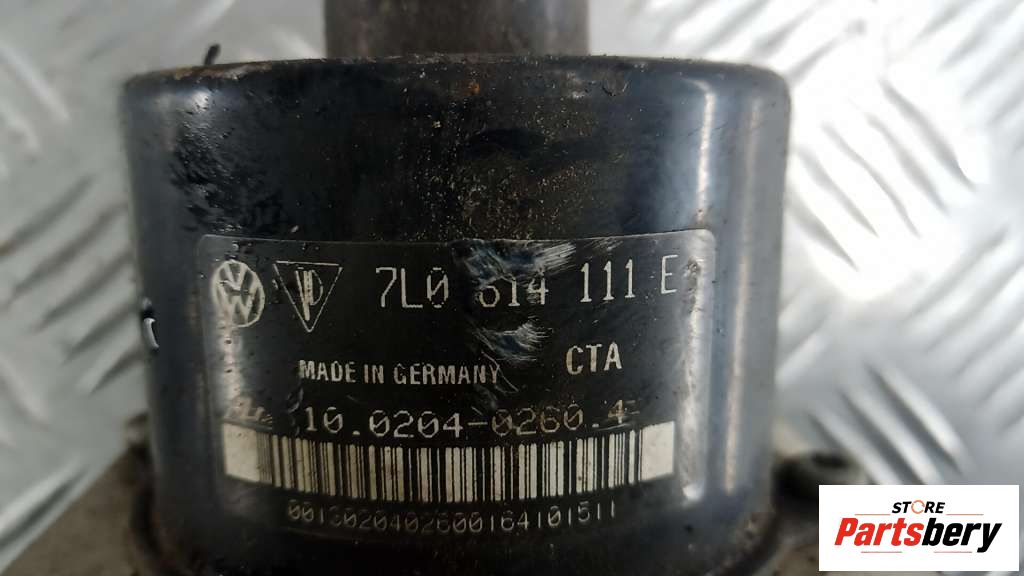 7L0 614 111 E
MADE IN GERMANY CTA
10.0204-0260.4
STORE
Partsbery